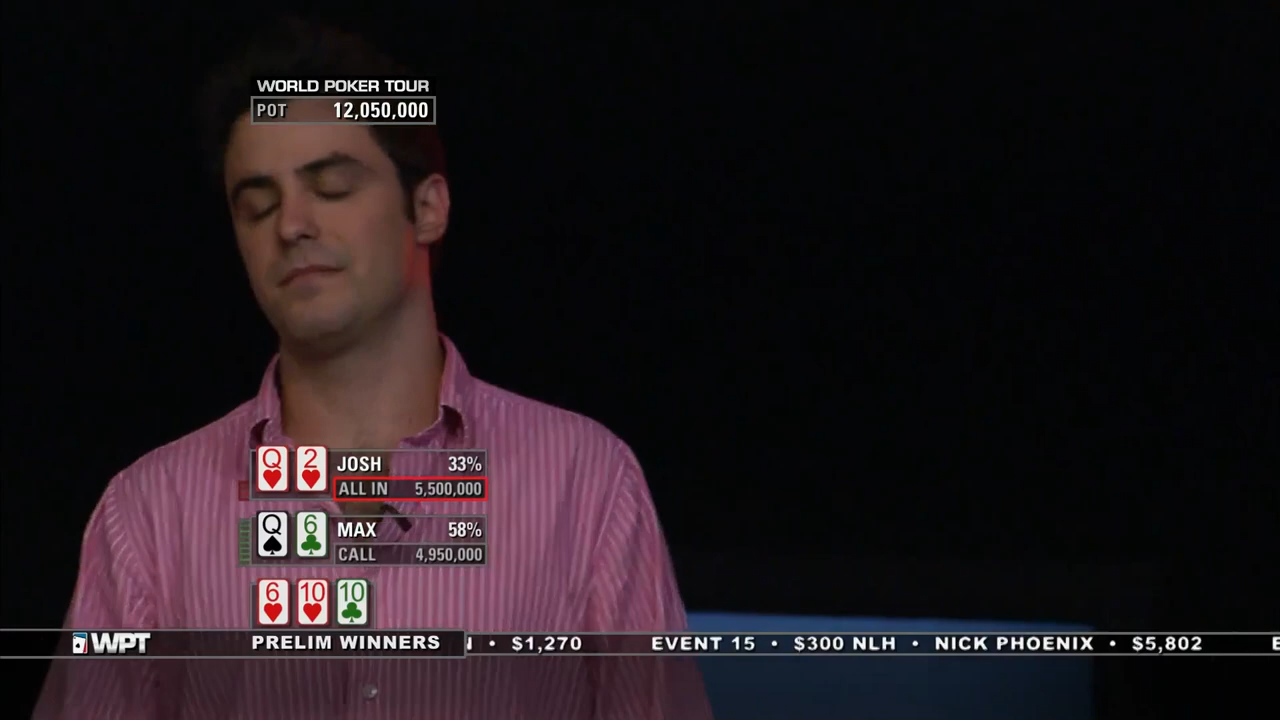 WORLD POKER TOUR
POT 12,050,000
Q 2 JOSH 33%
ALL IN 5,500,000
Q 6 MAX 58%
CALL 4,950,000
6 10 10
WPT PRELIM WINNERS • $1,270 EVENT 15 • $300 NLH • NICK PHOENIX • $5,802